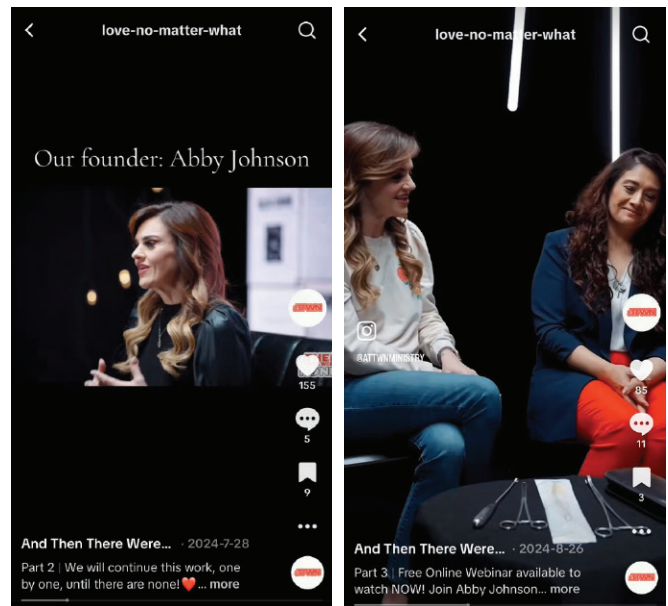 love-no-matter-what
Our founder: Abby Johnson
155
5
9
And Then There Were... · 2024-7-28
Part 2 | We will continue this work, one
by one, until there are none!❤️... more
love-no-matter-what
@ATTWNMINISTRY
85
11
3
And Then There Were... · 2024-8-26
Part 3 | Free Online Webinar available to
watch NOW! Join Abby Johnson... more